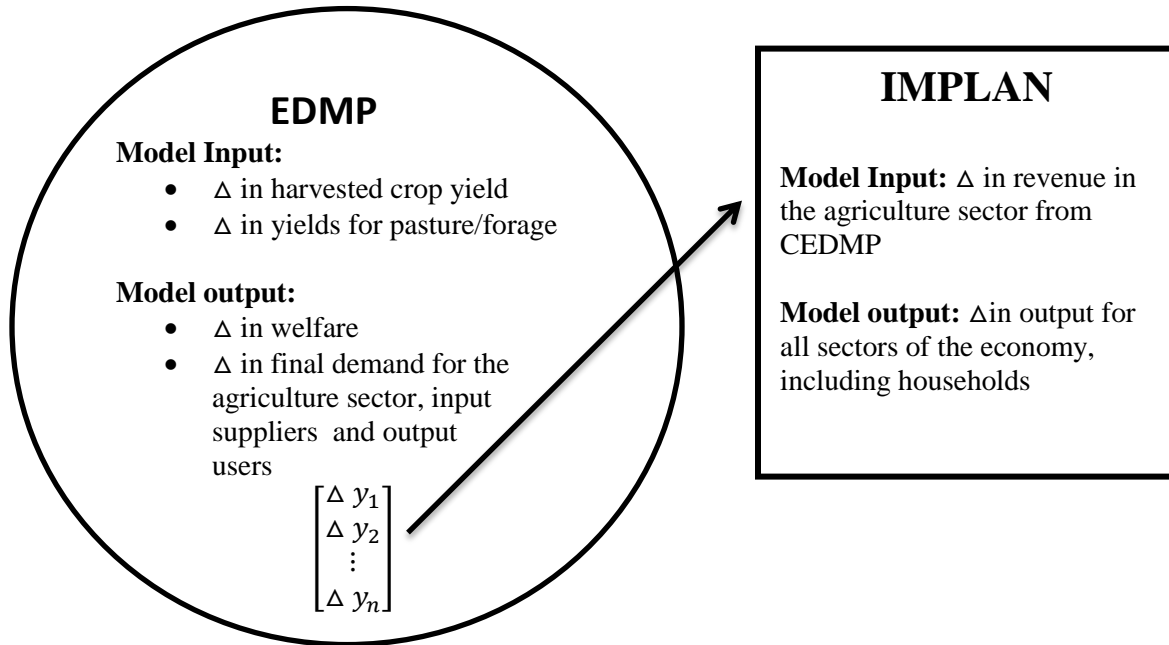 EDMP
Model Input:
• △ in harvested crop yield
• △ in yields for pasture/forage
Model output:
• △ in welfare
• △ in final demand for the
agriculture sector, input
suppliers and output
users
[△ y₁
△ y₂
⋮
△ yₙ]
IMPLAN
Model Input: △ in revenue in
the agriculture sector from
CEDMP
Model output: △in output for
all sectors of the economy,
including households